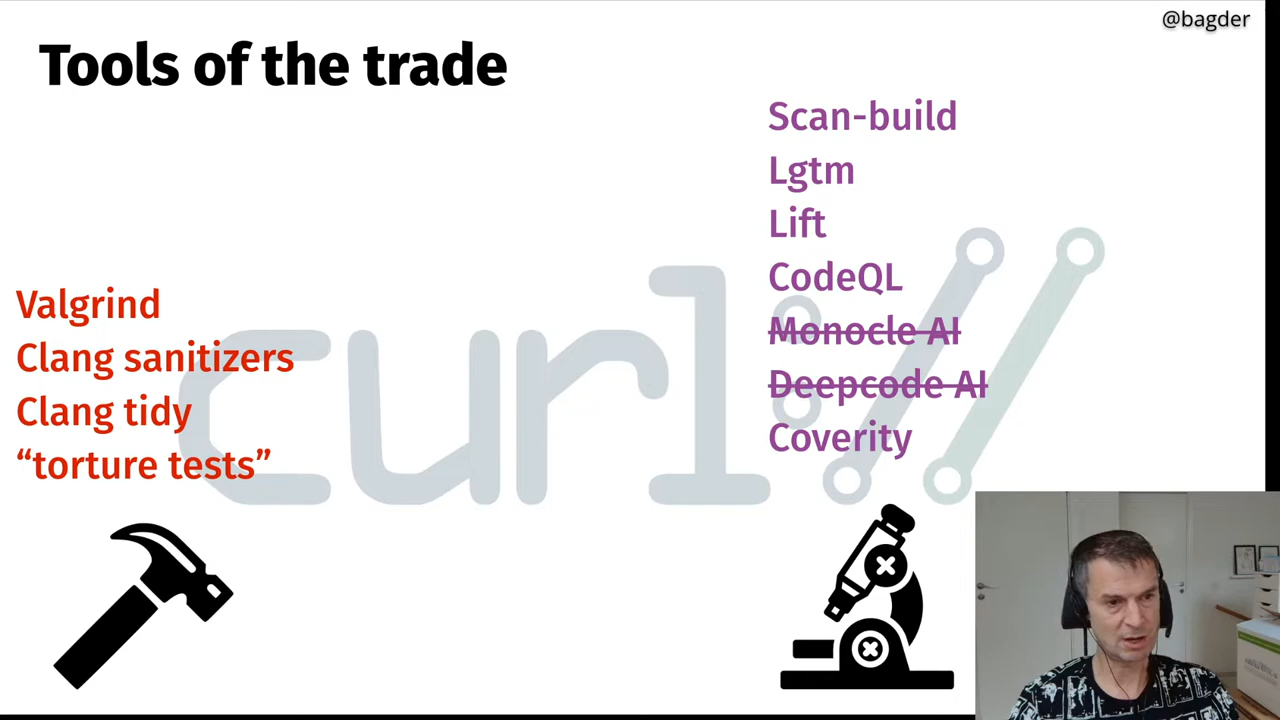 @bagder
Tools of the trade
Scan-build
Lgtm
Lift
CodeQL
Monocle AI
Deepcode AI
Coverity
Valgrind
Clang sanitizers
Clang tidy
“torture tests”
curl://